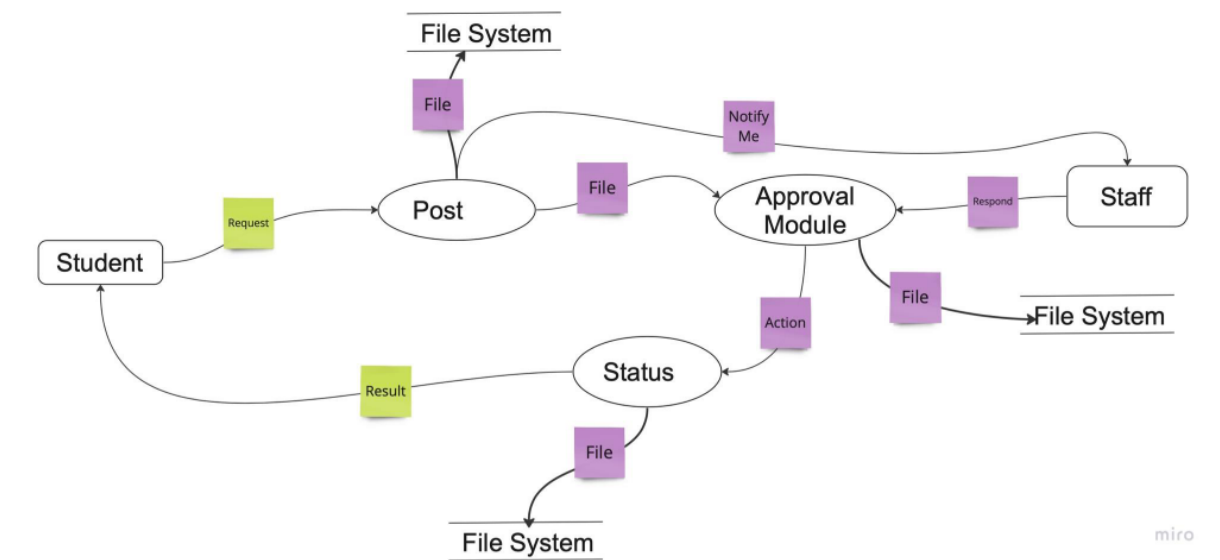 File System
File
Notify
Me
File
Approval
Module
Respond
Staff
Post
Request
Student
File
File System
Action
Status
Result
File
File System
miro